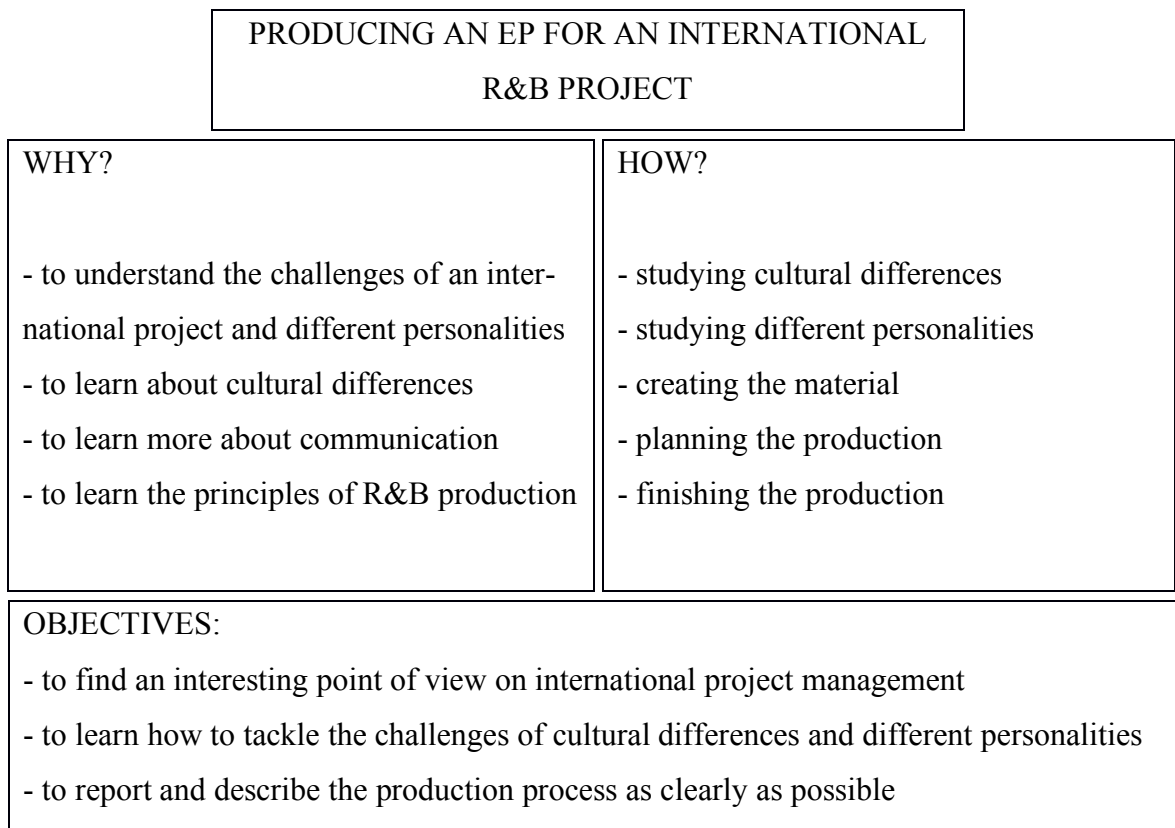 PRODUCING AN EP FOR AN INTERNATIONAL
R&B PROJECT
WHY?
- to understand the challenges of an inter-
national project and different personalities
- to learn about cultural differences
- to learn more about communication
- to learn the principles of R&B production
HOW?
- studying cultural differences
- studying different personalities
- creating the material
- planning the production
- finishing the production
OBJECTIVES:
- to find an interesting point of view on international project management
- to learn how to tackle the challenges of cultural differences and different personalities
- to report and describe the production process as clearly as possible